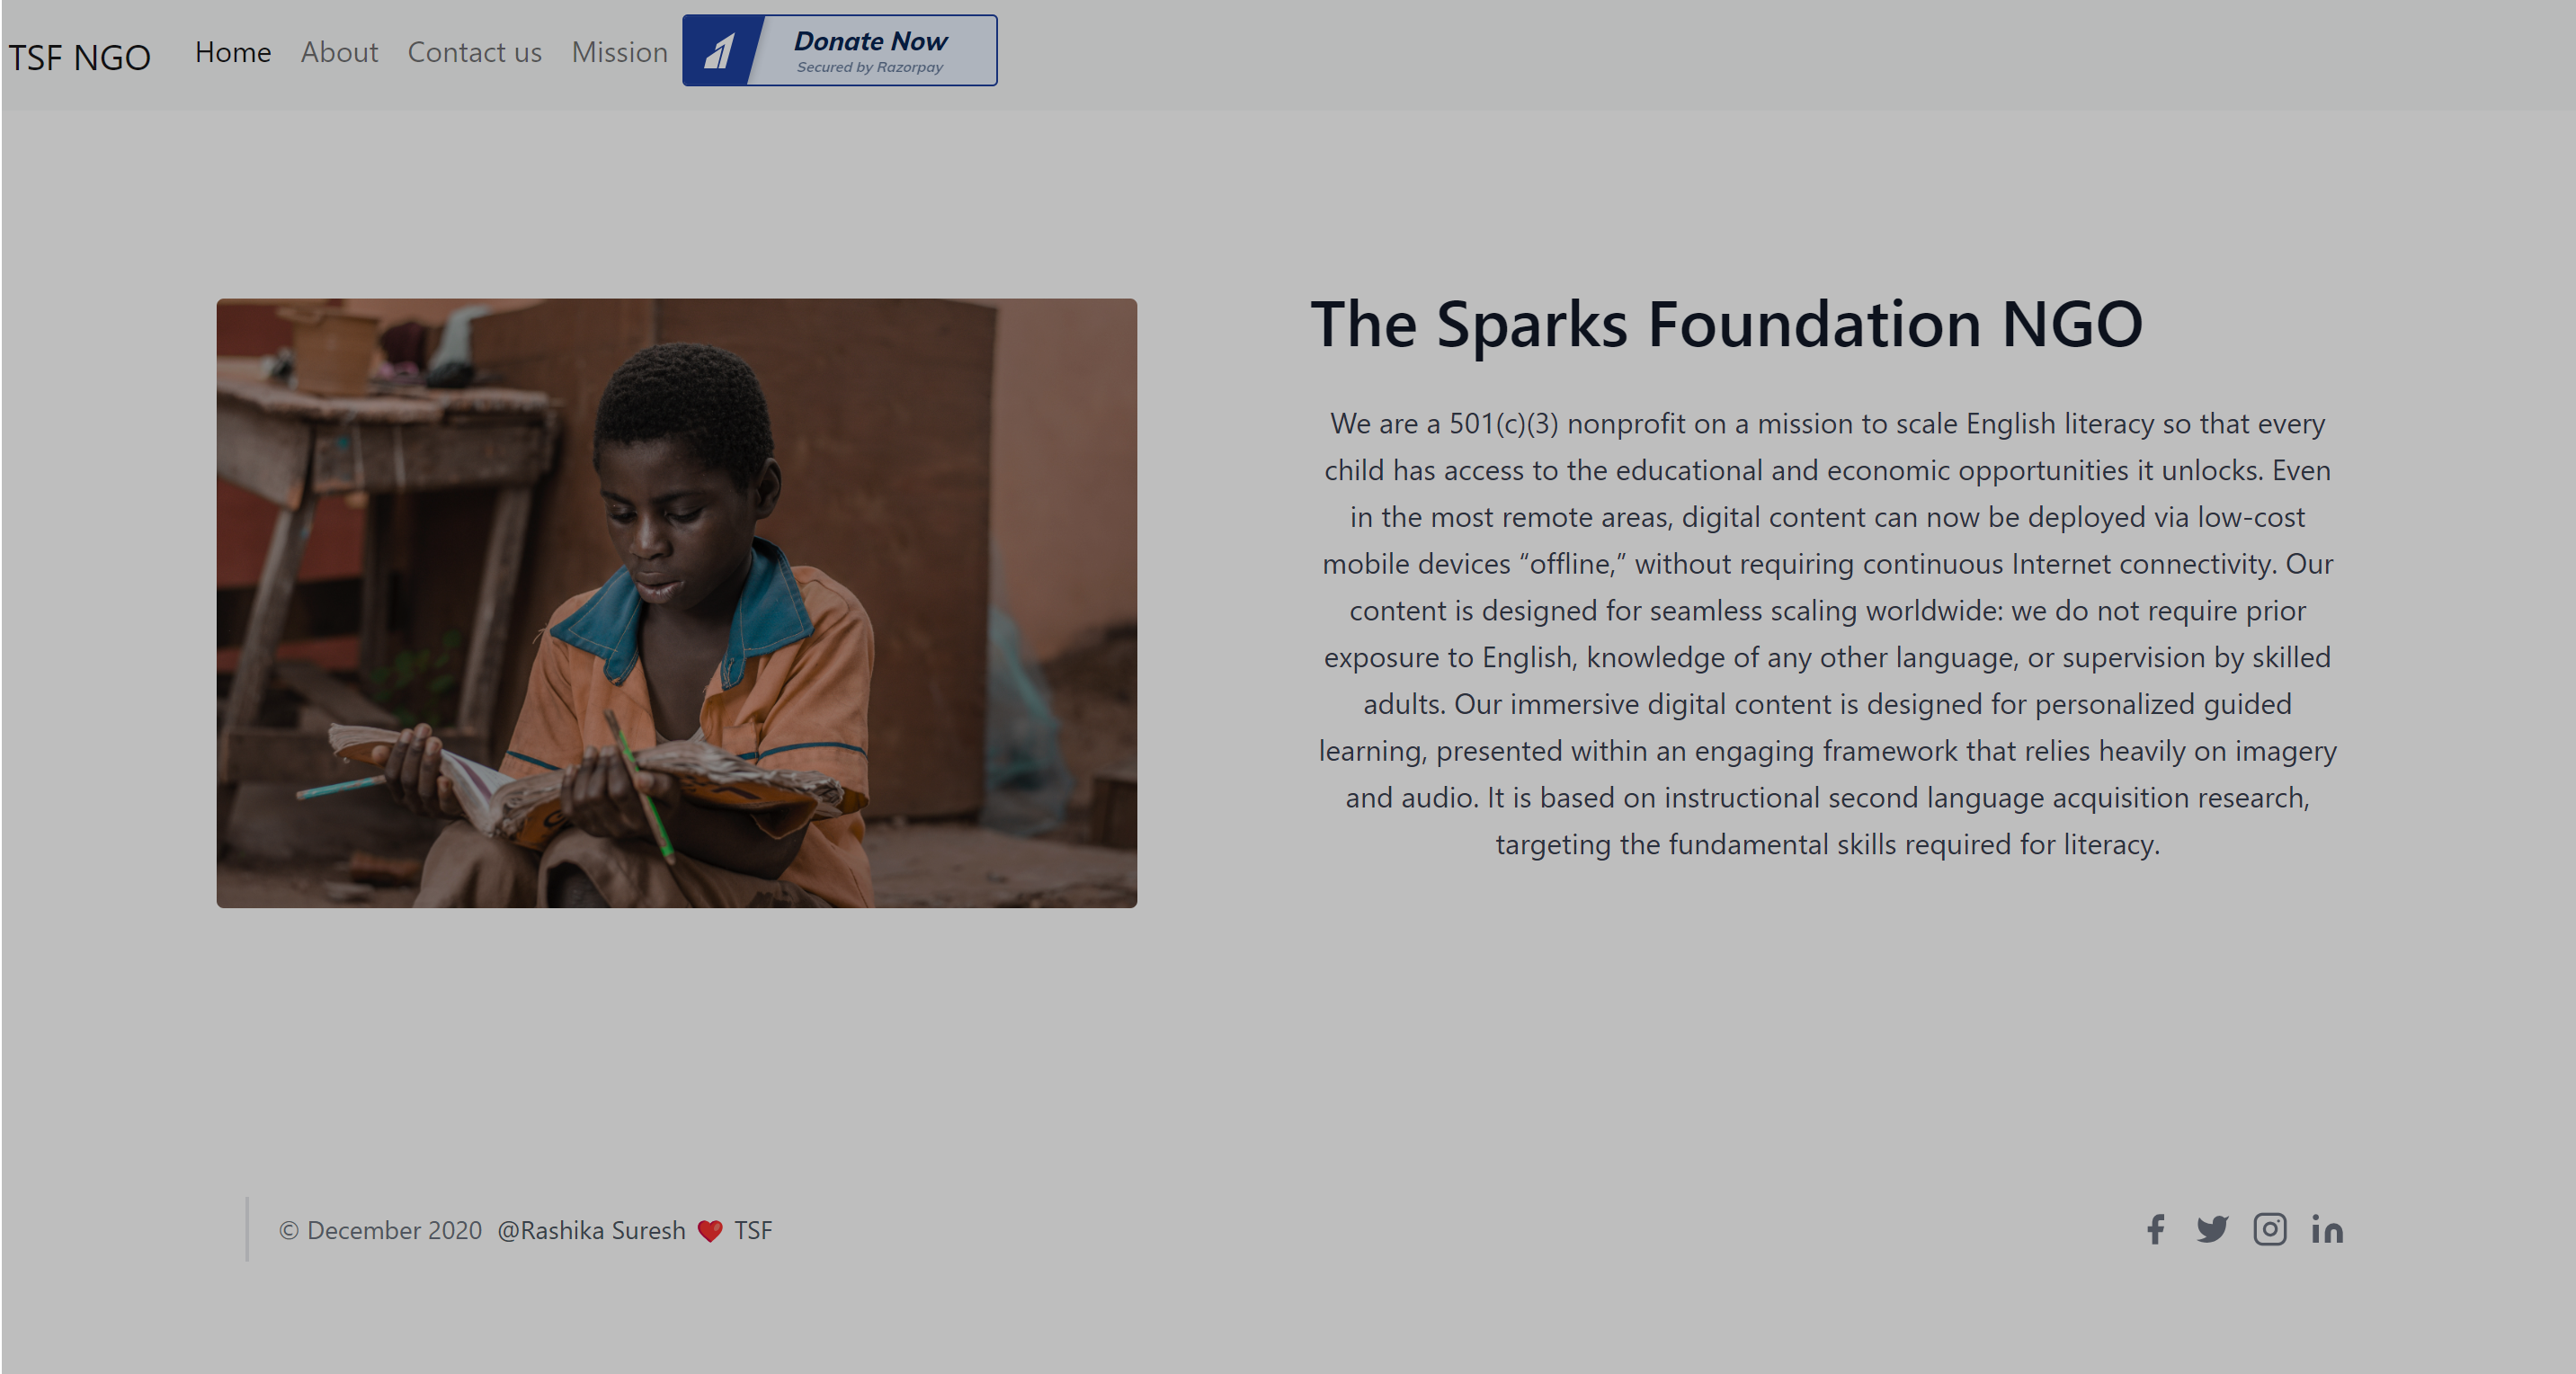 TSF NGO Home About Contact us Mission Donate Now
Secured by Razorpay
The Sparks Foundation NGO
We are a 501(c)(3) nonprofit on a mission to scale English literacy so that every
child has access to the educational and economic opportunities it unlocks. Even
in the most remote areas, digital content can now be deployed via low-cost
mobile devices “offline,” without requiring continuous Internet connectivity. Our
content is designed for seamless scaling worldwide: we do not require prior
exposure to English, knowledge of any other language, or supervision by skilled
adults. Our immersive digital content is designed for personalized guided
learning, presented within an engaging framework that relies heavily on imagery
and audio. It is based on instructional second language acquisition research,
targeting the fundamental skills required for literacy.
© December 2020 @Rashika Suresh ❤️ TSF